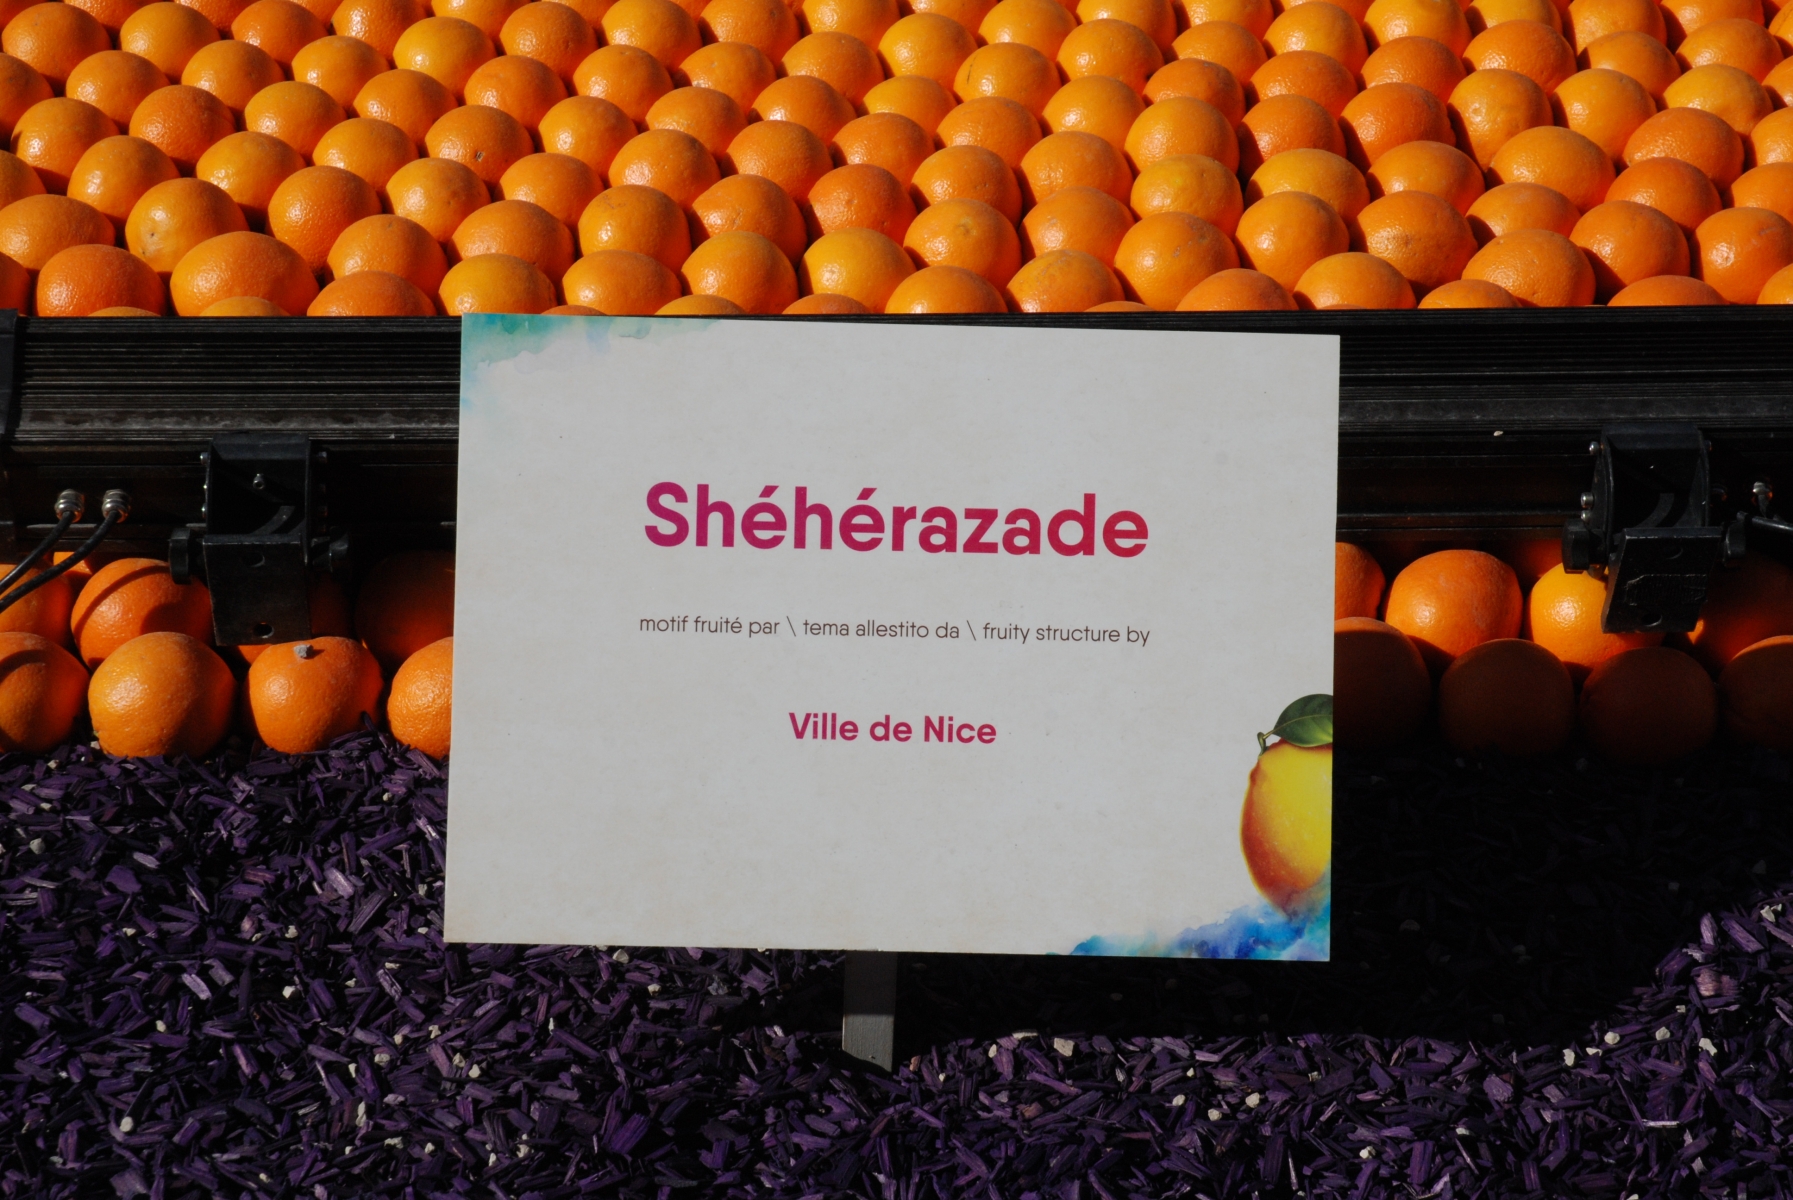 Shéhérazade
motif fruité par \ tema allestito da \ fruity structure by
Ville de Nice